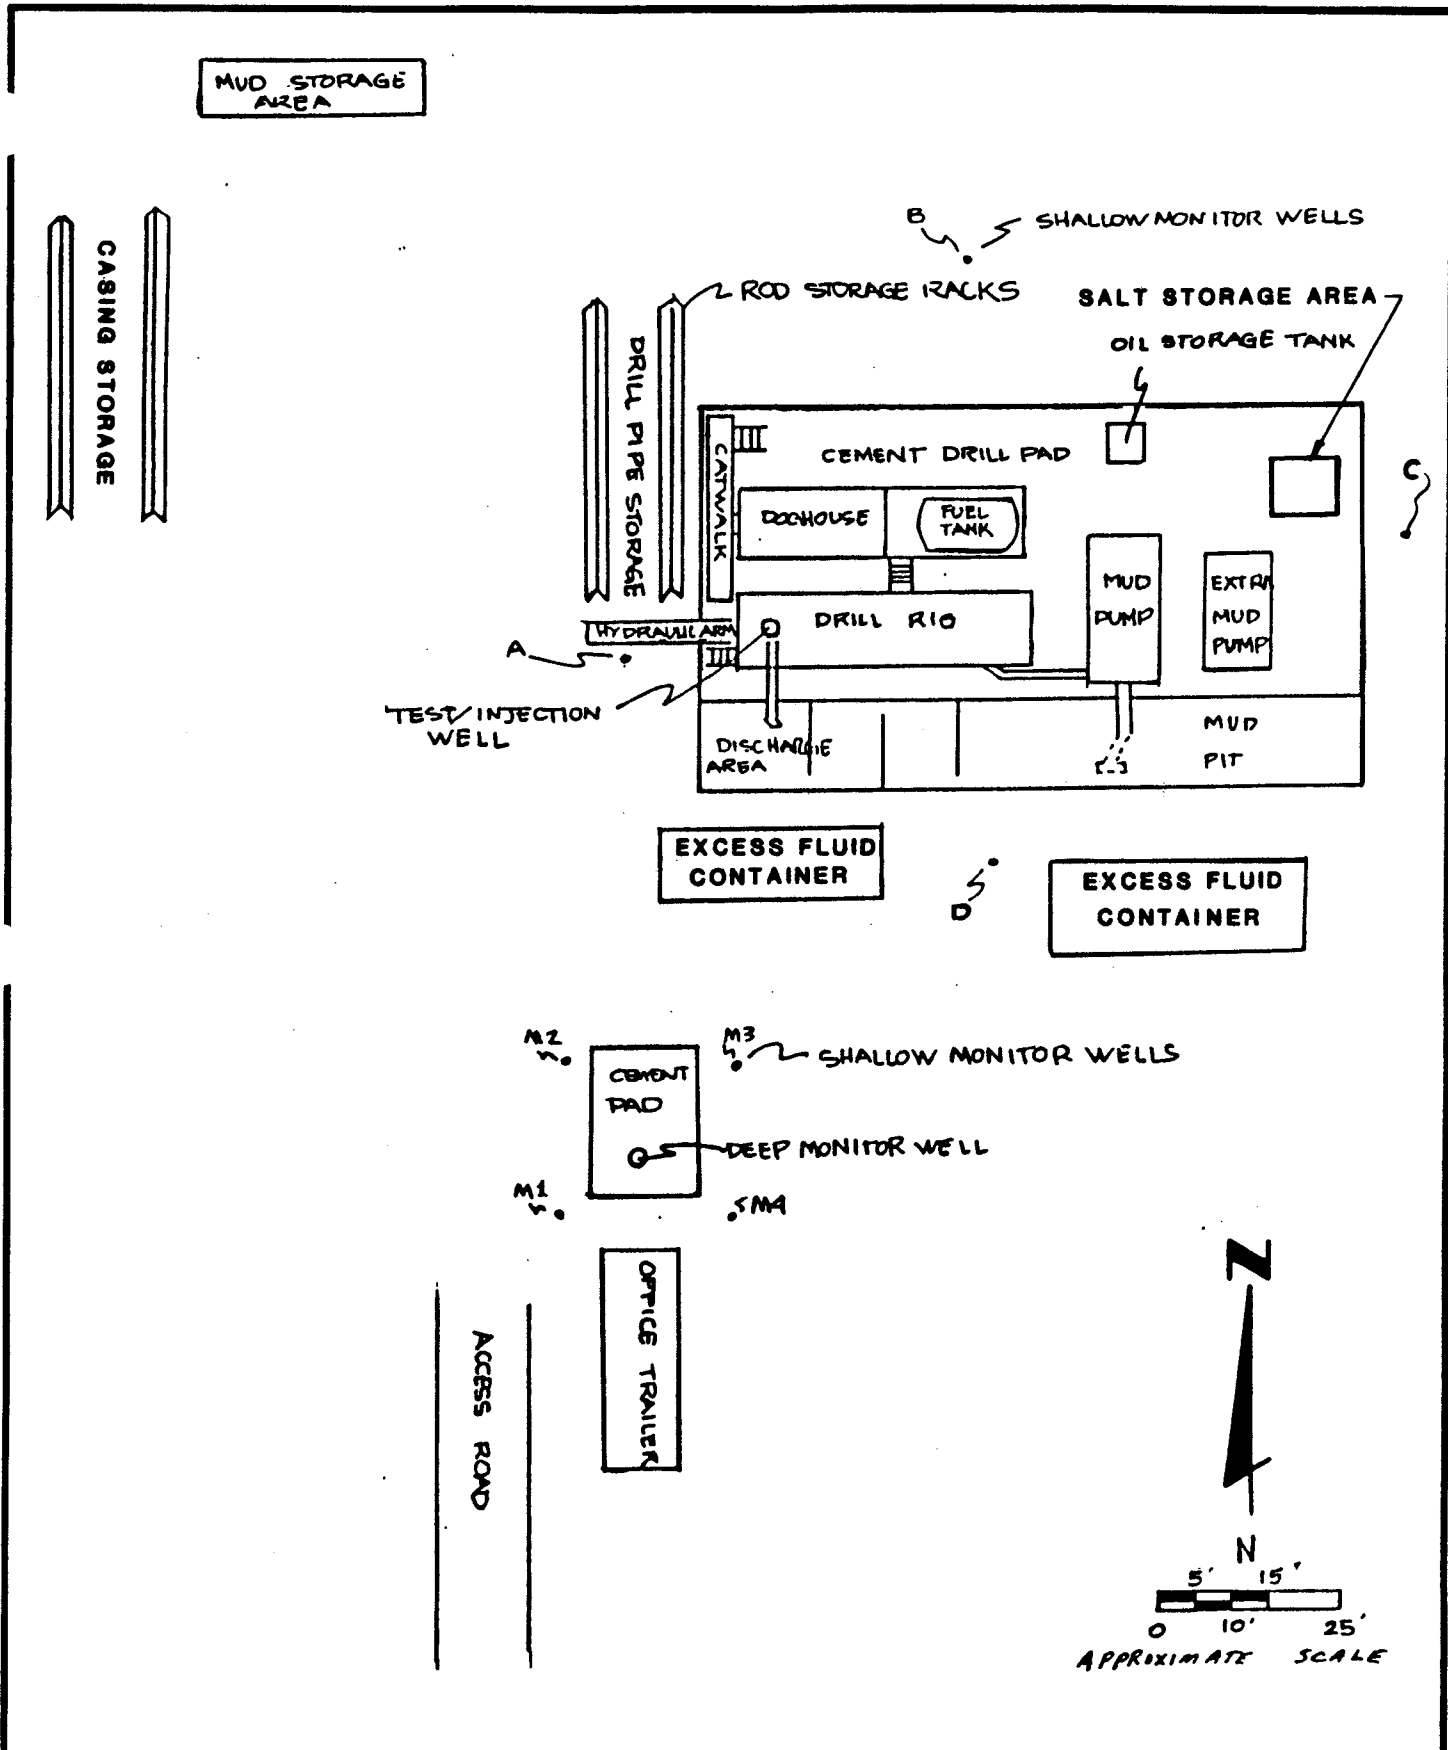 MUD STORAGE
AREA
B
SHALLOW MONITOR WELLS
ROD STORAGE RACKS
SALT STORAGE AREA
OIL STORAGE TANK
CASING STORAGE
DRILL PIPE STORAGE
CATWALK
CEMENT DRILL PAD
C
DOGHOUSE
FUEL
TANK
MUD
PUMP
EXTRA
MUD
PUMP
HYDRAULIC ARM
DRILL RIG
A
TEST/INJECTION
WELL
DISCHARGE
AREA
MUD
PIT
EXCESS FLUID
CONTAINER
D
EXCESS FLUID
CONTAINER
M2
M3
SHALLOW MONITOR WELLS
CEMENT
PAD
DEEP MONITOR WELL
M1
M4
OFFICE TRAILER
ACCESS ROAD
N
N
5' 15'
0 10' 25'
APPROXIMATE SCALE